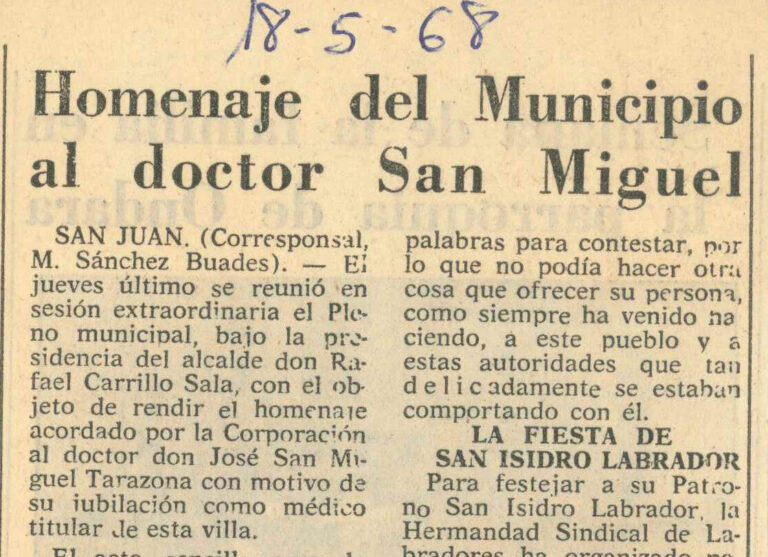 18-5-68
Homenaje del Municipio
al doctor San Miguel
SAN JUAN. (Corresponsal,
M. Sánchez Buades). — El
jueves último se reunió en
sesión extraordinaria el Ple-
no municipal, bajo la pre-
sidencia del alcalde don Ra-
fael Carrillo Sala, con el ob-
jeto de rendir el homenaje
acordado por la Corporación
al doctor don José San Mi-
guel Tarazona con motivo de
su jubilación como médico
titular de esta villa.
El acto
palabras para contestar, por
lo que no podía hacer otra
cosa que ofrecer su persona,
como siempre ha venido ha
ciendo, a este pueblo y a
estas autoridades que tan
delicadamente se estaban
comportando con él.
LA FIESTA DE
SAN ISIDRO LABRADOR
Para festejar a su Patro-
no San Isidro Labrador, la
Hermandad Sindical de La-
bradores ha organizado